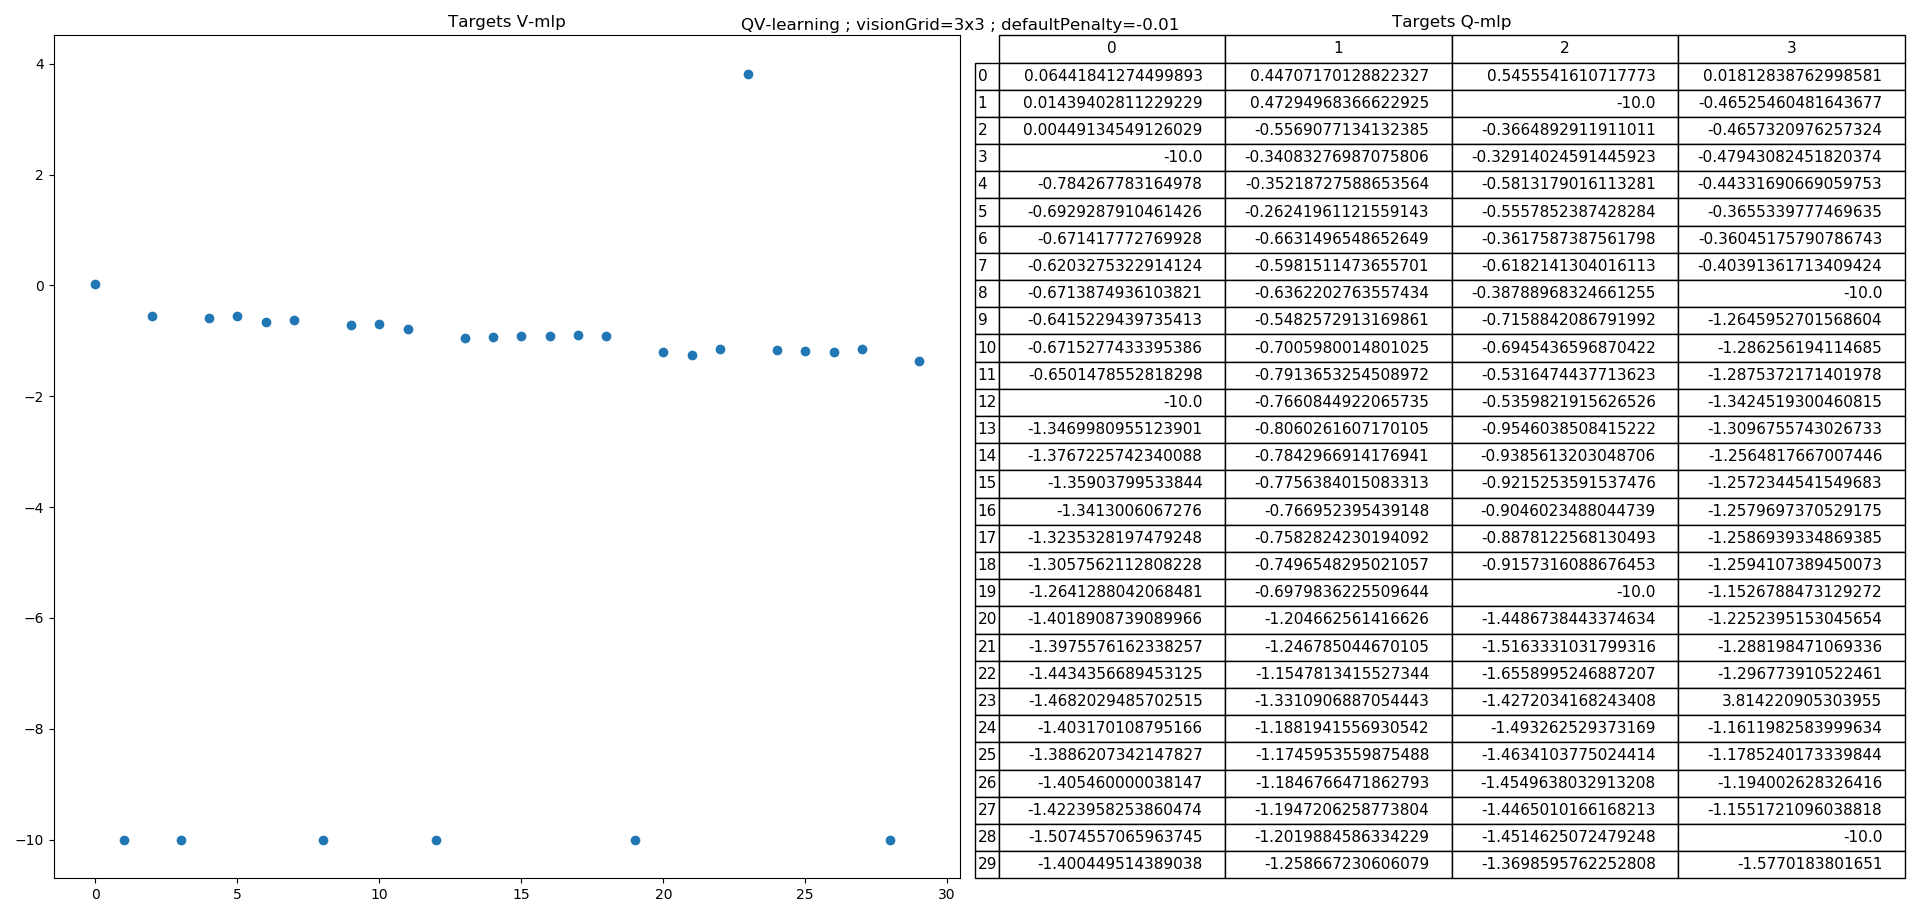 Targets V-mlp
QV-learning ; visionGrid=3x3 ; defaultPenalty=-0.01
Targets Q-mlp
4
2
0
−2
−4
−6
−8
−10
0 5 10 15 20 25 30
0 1 2 3
0 0.06441841274499893 0.44707170128822327 0.5455541610717773 0.01812838762998581
1 0.01439402811229229 0.47294968366622925 -10.0 -0.46525460481643677
2 0.00449134549126029 -0.5569077134132385 -0.3664892911911011 -0.4657320976257324
3 -10.0 -0.34083276987075806 -0.32914024591445923 -0.47943082451820374
4 -0.784267783164978 -0.35218727588653564 -0.5813179016113281 -0.44331690669059753
5 -0.6929287910461426 -0.26241961121559143 -0.5557852387428284 -0.3655339777469635
6 -0.671417772769928 -0.6631496548652649 -0.3617587387561798 -0.36045175790786743
7 -0.6203275322914124 -0.5981511473655701 -0.6182141304016113 -0.40391361713409424
8 -0.6713874936103821 -0.6362202763557434 -0.38788968324661255 -10.0
9 -0.6415229439735413 -0.5482572913169861 -0.7158842086791992 -1.2645952701568604
10 -0.6715277433395386 -0.7005980014801025 -0.6945436596870422 -1.286256194114685
11 -0.6501478552818298 -0.7913653254508972 -0.5316474437713623 -1.2875372171401978
12 -10.0 -0.7660844922065735 -0.5359821915626526 -1.3424519300460815
13 -1.3469980955123901 -0.8060261607170105 -0.9546038508415222 -1.3096755743026733
14 -1.3767225742340088 -0.7842966914176941 -0.9385613203048706 -1.2564817667007446
15 -1.35903799533844 -0.7756384015083313 -0.9215253591537476 -1.2572344541549683
16 -1.3413006067276 -0.766952395439148 -0.9046023488044739 -1.2579697370529175
17 -1.3235328197479248 -0.7582824230194092 -0.8878122568130493 -1.2586939334869385
18 -1.3057562112808228 -0.7496548295021057 -0.9157316088676453 -1.2594107389450073
19 -1.2641288042068481 -0.6979836225509644 -10.0 -1.1526788473129272
20 -1.4018908739089966 -1.204662561416626 -1.4486738443374634 -1.2252395153045654
21 -1.3975576162338257 -1.246785044670105 -1.5163331031799316 -1.288198471069336
22 -1.4434356689453125 -1.1547813415527344 -1.6558995246887207 -1.296773910522461
23 -1.4682029485702515 -1.3310906887054443 -1.4272034168243408 3.814220905303955
24 -1.403170108795166 -1.1881941556930542 -1.493262529373169 -1.1611982583999634
25 -1.3886207342147827 -1.1745953559875488 -1.4634103775024414 -1.1785240173339844
26 -1.405460000038147 -1.1846766471862793 -1.4549638032913208 -1.194002628326416
27 -1.4223958253860474 -1.1947206258773804 -1.4465010166168213 -1.1551721096038818
28 -1.5074557065963745 -1.2019884586334229 -1.4514625072479248 -10.0
29 -1.400449514389038 -1.258667230606079 -1.3698595762252808 -1.5770183801651